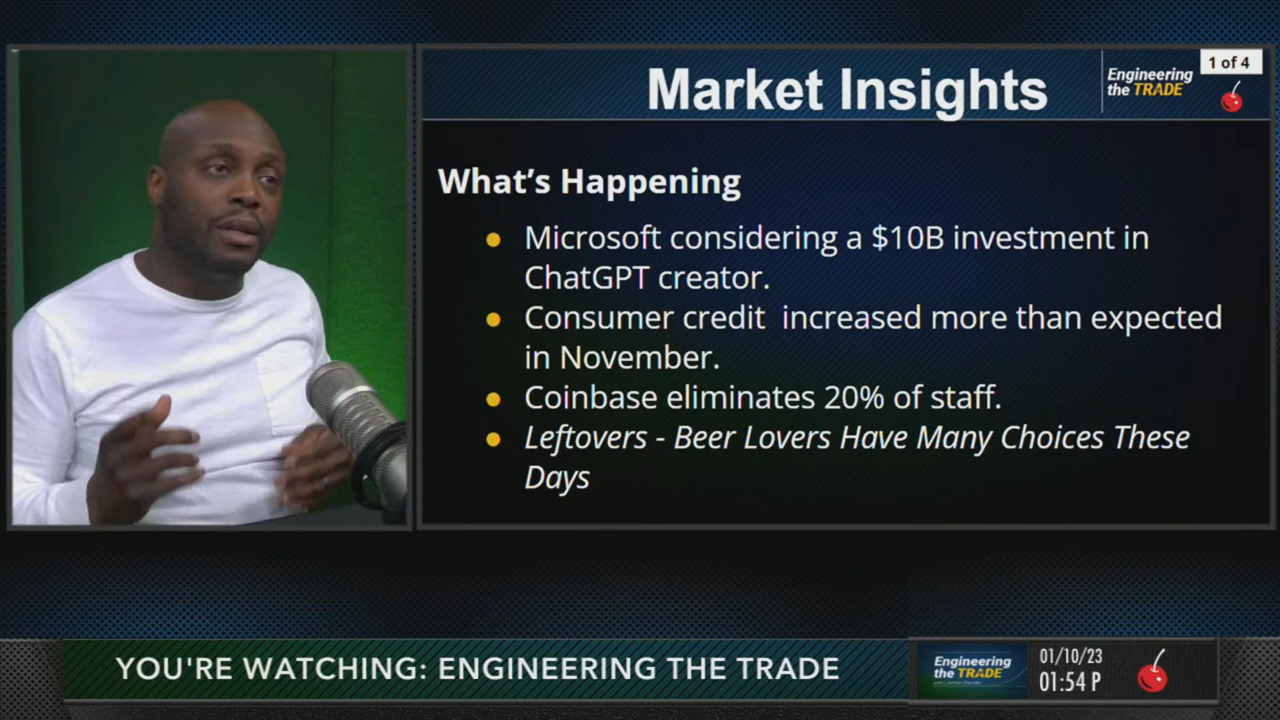 Market Insights
Engineering
the TRADE
1 of 4
What's Happening
Microsoft considering a $10B investment in
ChatGPT creator.
Consumer credit  increased more than expected
in November.
Coinbase eliminates 20% of staff.
Leftovers - Beer Lovers Have Many Choices These
Days
YOU'RE WATCHING: ENGINEERING THE TRADE
Engineering
the TRADE
01/10/23
01:54 P